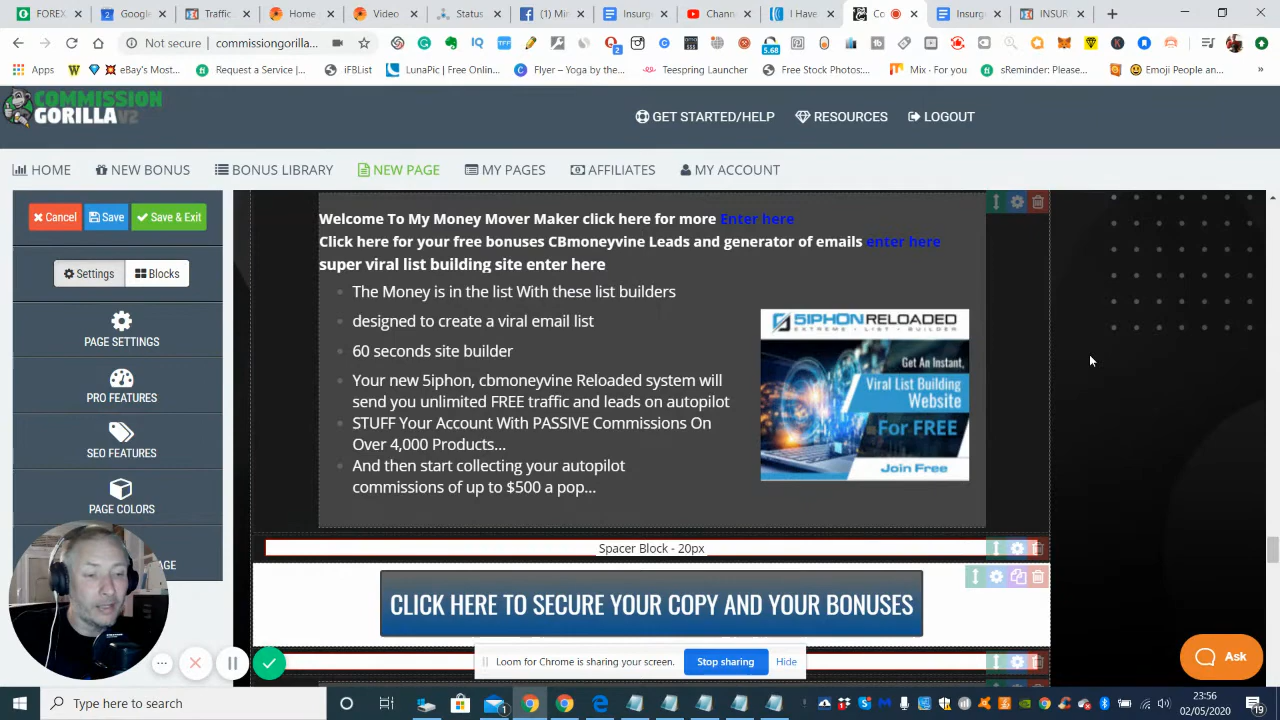 FOREX
Google
Traffic
Home
Video
Status
(1) Min
Insurg
Chann
I Have
Co
Insurg
INSUR
Not secure | commissiongorilla....
2
5.68
Apps
eBay's Most...
Request a Service |...
iFBList
LunaPic | Free Onlin...
Flyer – Yoga by the...
Teespring Launcher
Free Stock Photos:...
Mix · For you
sReminder: Please...
Emoji People an...
»
COMMISSION
GORILLA V2
GET STARTED/HELP
RESOURCES
LOGOUT
HOME
NEW BONUS
BONUS LIBRARY
NEW PAGE
MY PAGES
AFFILIATES
MY ACCOUNT
Cancel
Save
Save & Exit
Settings
Blocks
PAGE SETTINGS
PRO FEATURES
SEO FEATURES
PAGE COLORS
AGE
Welcome To My Money Mover Maker click here for more Enter here
Click here for your free bonuses CBmoneyvine Leads and generator of emails enter here
super viral list building site enter here
The Money is in the list With these list builders
designed to create a viral email list
60 seconds site builder
Your new 5iphon, cbmoneyvine Reloaded system will
send you unlimited FREE traffic and leads on autopilot
STUFF Your Account With PASSIVE Commissions On
Over 4,000 Products...
And then start collecting your autopilot
commissions of up to $500 a pop...
5IPHON RELOADED
EXTREME • LIST • BUILDER
Get An Instant,
Viral List Building
Website
For FREE
Join Free
Spacer Block - 20px
CLICK HERE TO SECURE YOUR COPY AND YOUR BONUSES
Loom for Chrome is sharing your screen.
Stop sharing
Hide
Ask
Type here to search
1
23:56
02/05/2020
19